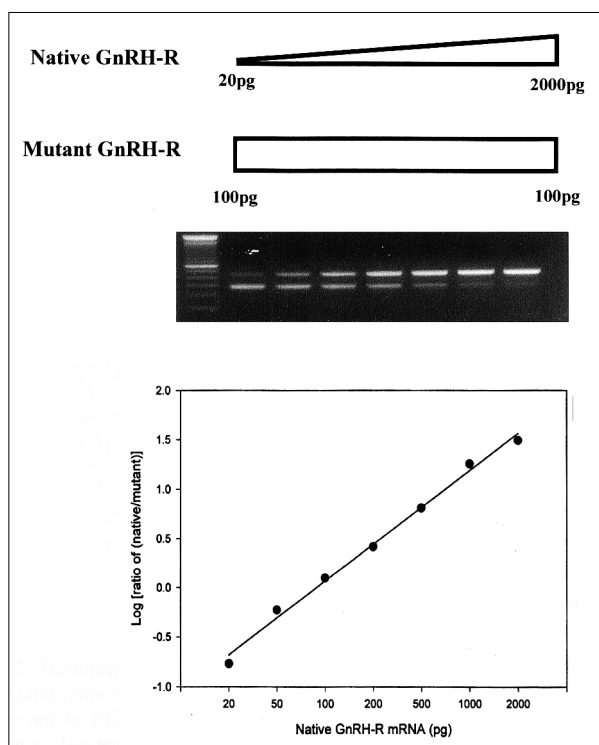 Native GnRH-R
20pg
2000pg
Mutant GnRH-R
100pg
100pg
2.0
1.5
1.0
0.5
0.0
-0.5
-1.0
Log [ratio of (native/mutant)]
20
50
100
200
500
1000
2000
Native GnRH-R mRNA (pg)